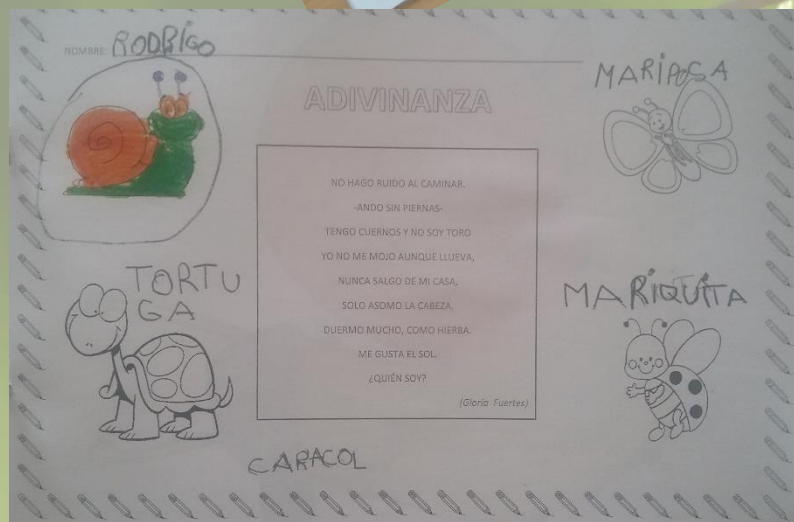 NOMBRE: RODRIGO
ADIVINANZA
MARIPOSA
NO HAGO RUIDO AL CAMINAR.
-ANDO SIN PIERNAS-
TENGO CUERNOS Y NO SOY TORO
YO NO ME MOJO AUNQUE LLUEVA,
NUNCA SALGO DE MI CASA,
SOLO ASOMO LA CABEZA.
DUERMO MUCHO, COMO HIERBA.
ME GUSTA EL SOL.
¿QUIÉN SOY?
(Gloria Fuertes)
TORTU
GA
MARIQUITA
CARACOL